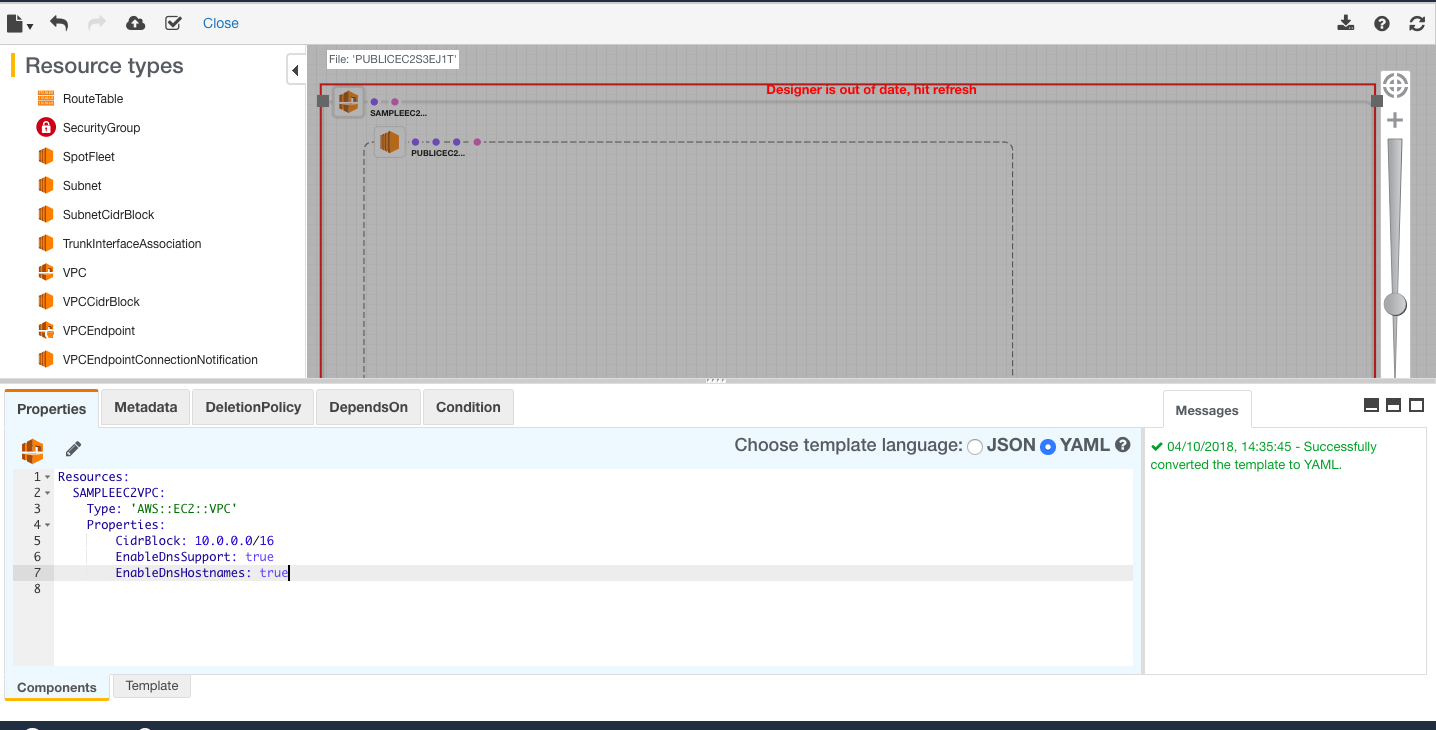 Close
Resource types
RouteTable
SecurityGroup
SpotFleet
Subnet
SubnetCidrBlock
TrunkInterfaceAssociation
VPC
VPCCidrBlock
VPCEndpoint
VPCEndpointConnectionNotification
File: 'PUBLICEC2S3EJ1T'
Designer is out of date, hit refresh
SAMPLEEC2...
PUBLICEC2...
Properties
Metadata
DeletionPolicy
DependsOn
Condition
Choose template language: JSON YAML
1 Resources:
2 SAMPLEEC2VPC:
3 Type: 'AWS::EC2::VPC'
4 Properties:
5 CidrBlock: 10.0.0.0/16
6 EnableDnsSupport: true
7 EnableDnsHostnames: true
8
Messages
04/10/2018, 14:35:45 - Successfully
converted the template to YAML.
Components
Template